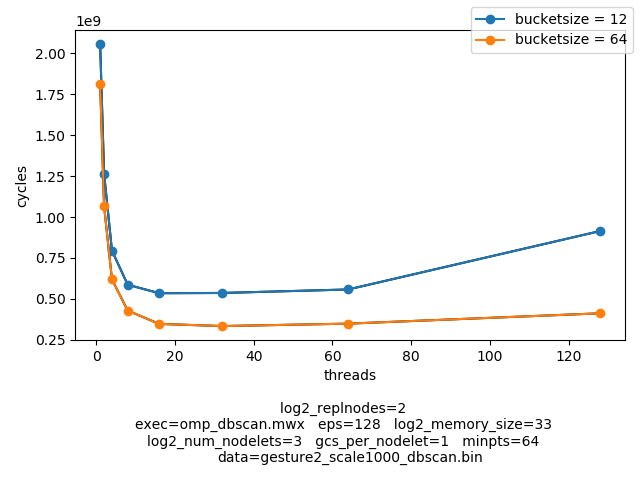 1e9
bucketsize = 12
bucketsize = 64
2.00
1.75
1.50
1.25
1.00
0.75
0.50
0.25
cycles
0 20 40 60 80 100 120
threads
log2_replnodes=2
exec=omp_dbscan.mwx eps=128 log2_memory_size=33
log2_num_nodelets=3 gcs_per_nodelet=1 minpts=64
data=gesture2_scale1000_dbscan.bin